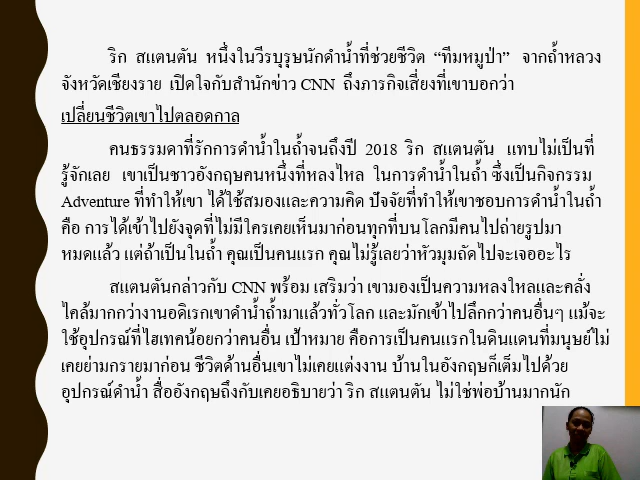 ริก สแตนตัน หนึ่งในวีรบุรุษนักดำน้ำที่ช่วยชีวิต “ทีมหมูป่า” จากถ้ำหลวง
จังหวัดเชียงราย เปิดใจกับสำนักข่าว CNN ถึงภารกิจเสี่ยงที่เขาบอกว่า
เปลี่ยนชีวิตเขาไปตลอดกาล
คนธรรมดาที่รักการดำน้ำในถ้ำจนถึงปี 2018 ริก สแตนตัน แทบไม่เป็นที่
รู้จักเลย เขาเป็นชาวอังกฤษคนหนึ่งที่หลงไหล ในการดำน้ำในถ้ำ ซึ่งเป็นกิจกรรม
Adventure ที่ทำให้เขา ได้ใช้สมองและความคิด ปัจจัยที่ทำให้เขาชอบการดำน้ำในถ้ำ
คือ การได้เข้าไปยังจุดที่ไม่มีใครเคยเห็นมาก่อนทุกที่บนโลกมีคนไปถ่ายรูปมา
หมดแล้ว แต่ถ้าเป็นในถ้ำ คุณเป็นคนแรก คุณไม่รู้เลยว่าหัวมุมถัดไปจะเจออะไร
สแตนตันกล่าวกับ CNN พร้อม เสริมว่า เขามองเป็นความหลงใหลและคลั่ง
ไคล้มากกว่างานอดิเรกเขาดำน้ำถ้ำมาแล้วทั่วโลก และมักเข้าไปลึกกว่าคนอื่นๆ แม้จะ
ใช้อุปกรณ์ที่ไฮเทคน้อยกว่าคนอื่น เป้าหมาย คือการเป็นคนแรกในดินแดนที่มนุษย์ไม่
เคยย่ามกรายมาก่อน ชีวิตด้านอื่นเขาไม่เคยแต่งงาน บ้านในอังกฤษก็เต็มไปด้วย
อุปกรณ์ดำน้ำ สื่ออังกฤษถึงกับเคยอธิบายว่า ริก สแตนตัน ไม่ใช่พ่อบ้านมากนัก